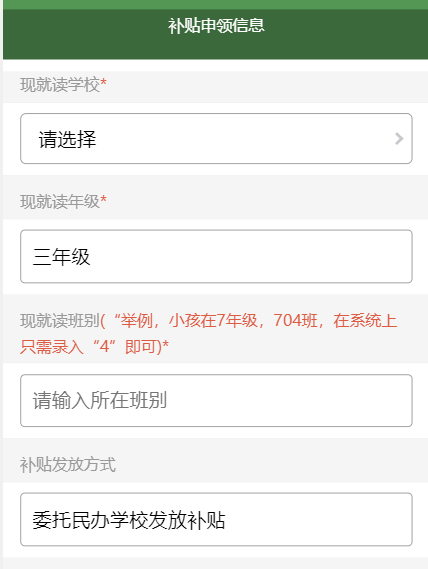 补贴申领信息
现就读学校*
请选择
现就读年级*
三年级
现就读班别(“举例，小孩在7年级，704班，在系统上
只需录入“4”即可)*
请输入所在班别
补贴发放方式
委托民办学校发放补贴